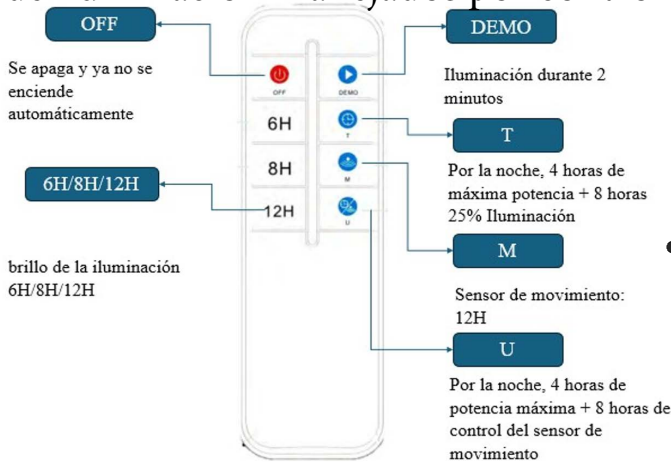 OFF
Se apaga y ya no se
enciende
automáticamente
6H/8H/12H
brillo de la iluminación
6H/8H/12H
OFF
DEMO
6H
T
8H
M
12H
U
DEMO
Iluminación durante 2
minutos
T
Por la noche, 4 horas de
máxima potencia + 8 horas
25% Iluminación
M
Sensor de movimiento:
12H
U
Por la noche, 4 horas de
potencia máxima + 8 horas de
control del sensor de
movimiento